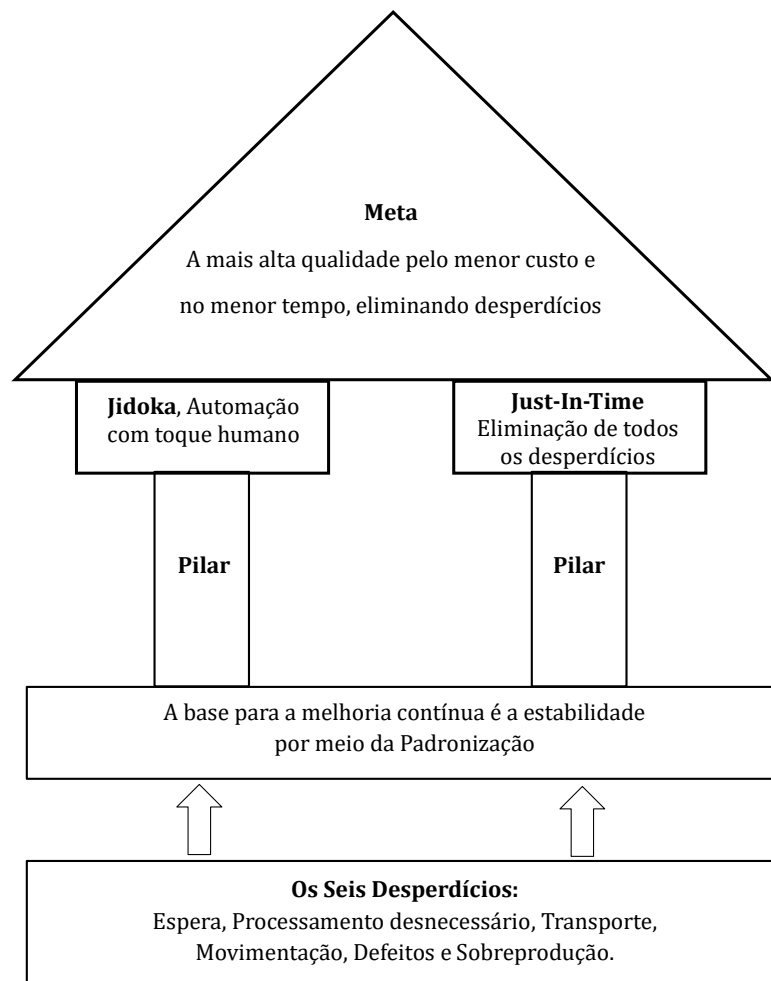 Meta
A mais alta qualidade pelo menor custo e
no menor tempo, eliminando desperdícios
Jidoka, Automação
com toque humano
Just-In-Time
Eliminação de todos
os desperdícios
Pilar
Pilar
A base para a melhoria contínua é a estabilidade
por meio da Padronização
Os Seis Desperdícios:
Espera, Processamento desnecessário, Transporte,
Movimentação, Defeitos e Sobreprodução.